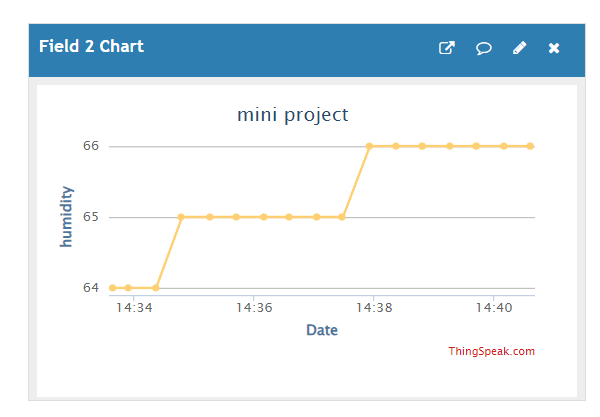 Field 2 Chart
mini project
66
65
64
humidity
14:34 14:36 14:38 14:40
Date
ThingSpeak.com